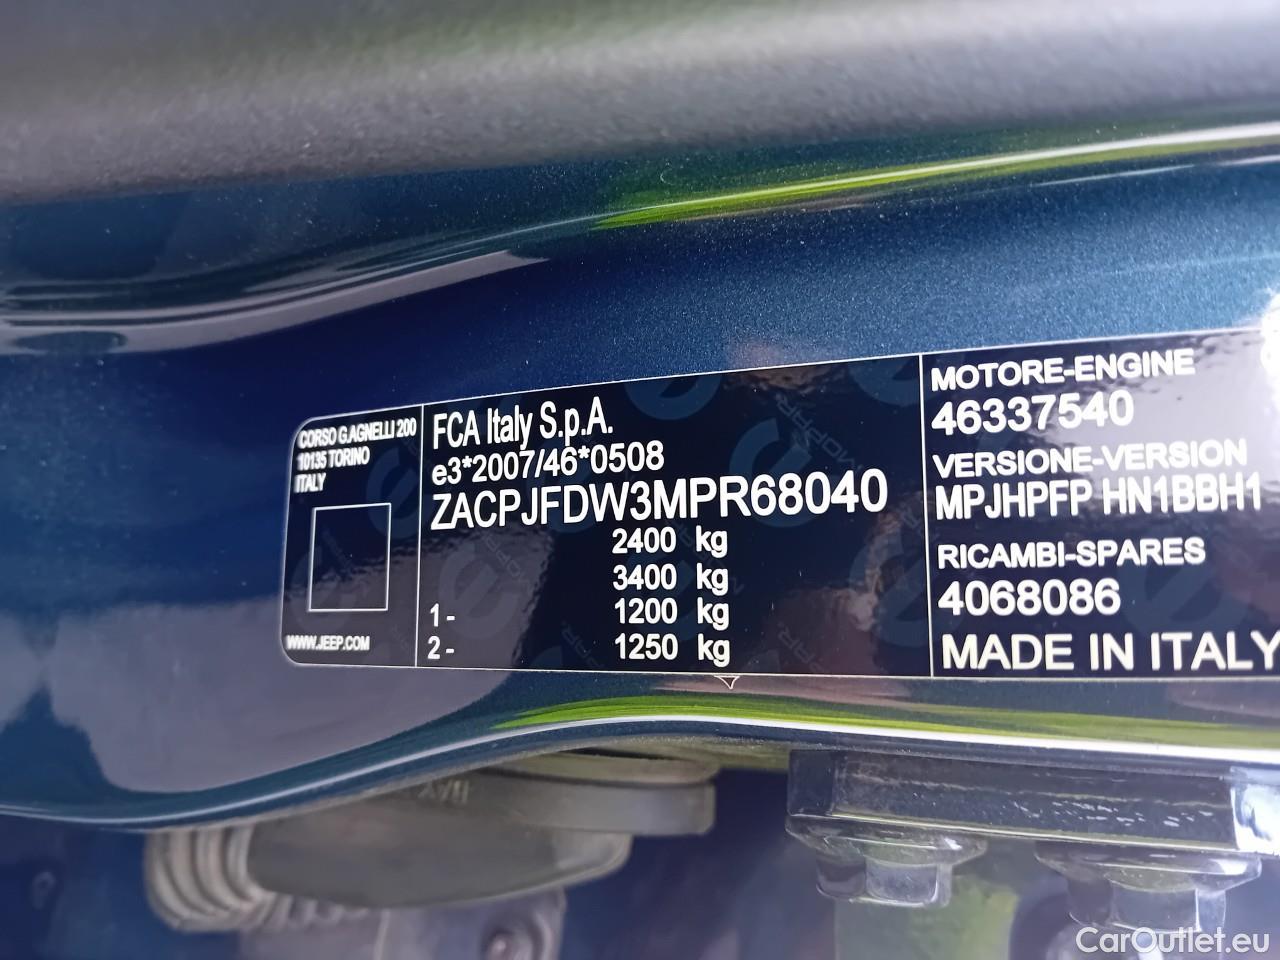 CORSO G.AGNELLI 200
10135 TORINO
ITALY
WWW.JEEP.COM
FCA Italy S.p.A.
e3*2007/46*0508
ZACPJFDW3MPR68040
2400 kg
3400 kg
1- 1200 kg
2- 1250 kg
MOTORE-ENGINE
46337540
VERSIONE-VERSION
MPJHPFP HN1BBH1
RICAMBI-SPARES
4068086
MADE IN ITALY
CarOutlet.eu